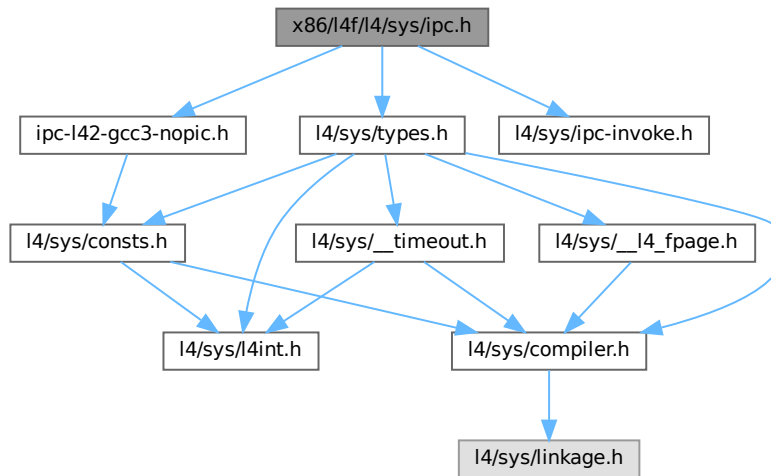 x86/l4f/l4/sys/ipc.h
ipc-l42-gcc3-nopic.h
l4/sys/types.h
l4/sys/ipc-invoke.h
l4/sys/consts.h
l4/sys/__timeout.h
l4/sys/__l4_fpage.h
l4/sys/l4int.h
l4/sys/compiler.h
l4/sys/linkage.h